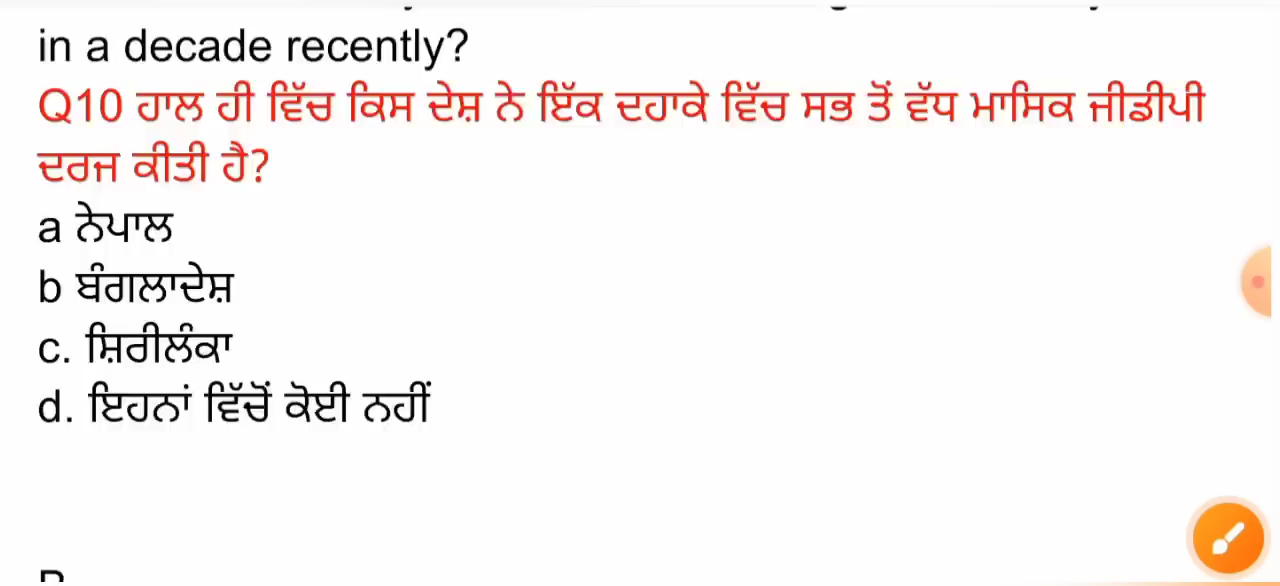 in a decade recently?
Q10 ਹਾਲ ਹੀ ਵਿੱਚ ਕਿਸ ਦੇਸ਼ ਨੇ ਇੱਕ ਦਹਾਕੇ ਵਿੱਚ ਸਭ ਤੋਂ ਵੱਧ ਮਾਸਿਕ ਜੀਡੀਪੀ
ਦਰਜ ਕੀਤੀ ਹੈ?
a ਨੇਪਾਲ
b ਬੰਗਲਾਦੇਸ਼
c. ਸ਼ਿਰੀਲੰਕਾ
d. ਇਹਨਾਂ ਵਿੱਚੋਂ ਕੋਈ ਨਹੀਂ